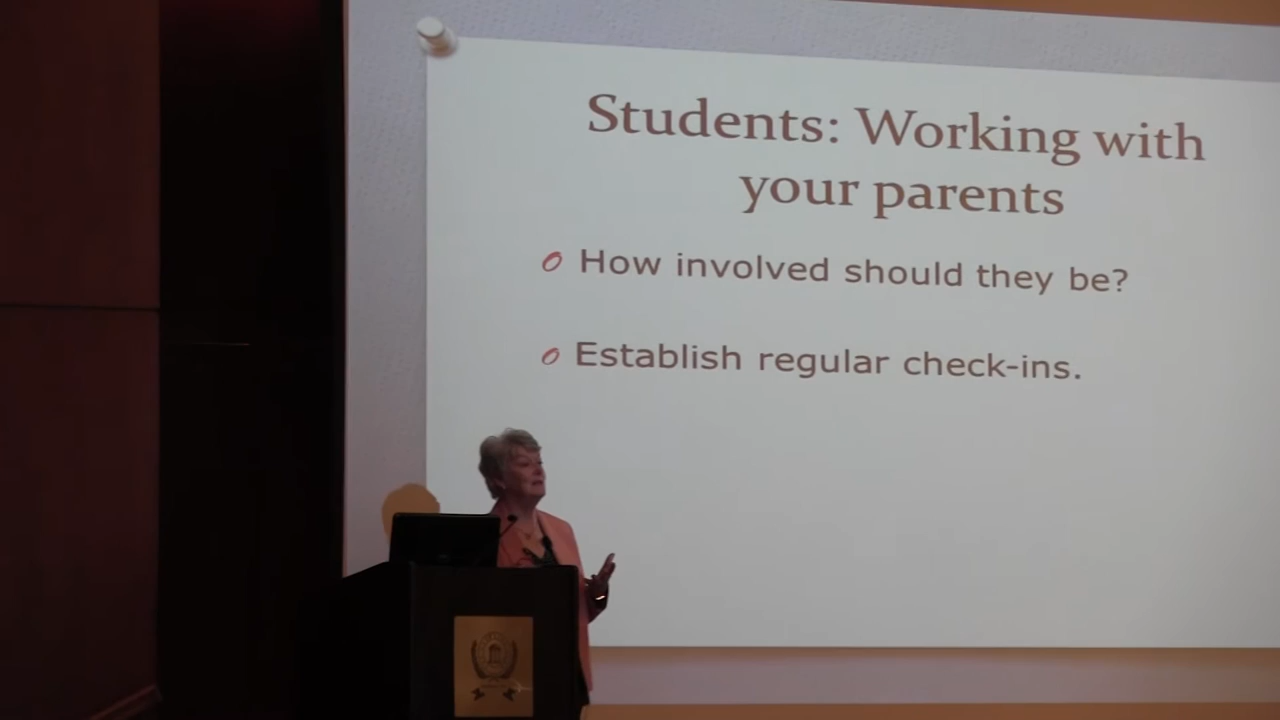 Students: Working with
your parents
How involved should they be?
Establish regular check-ins.